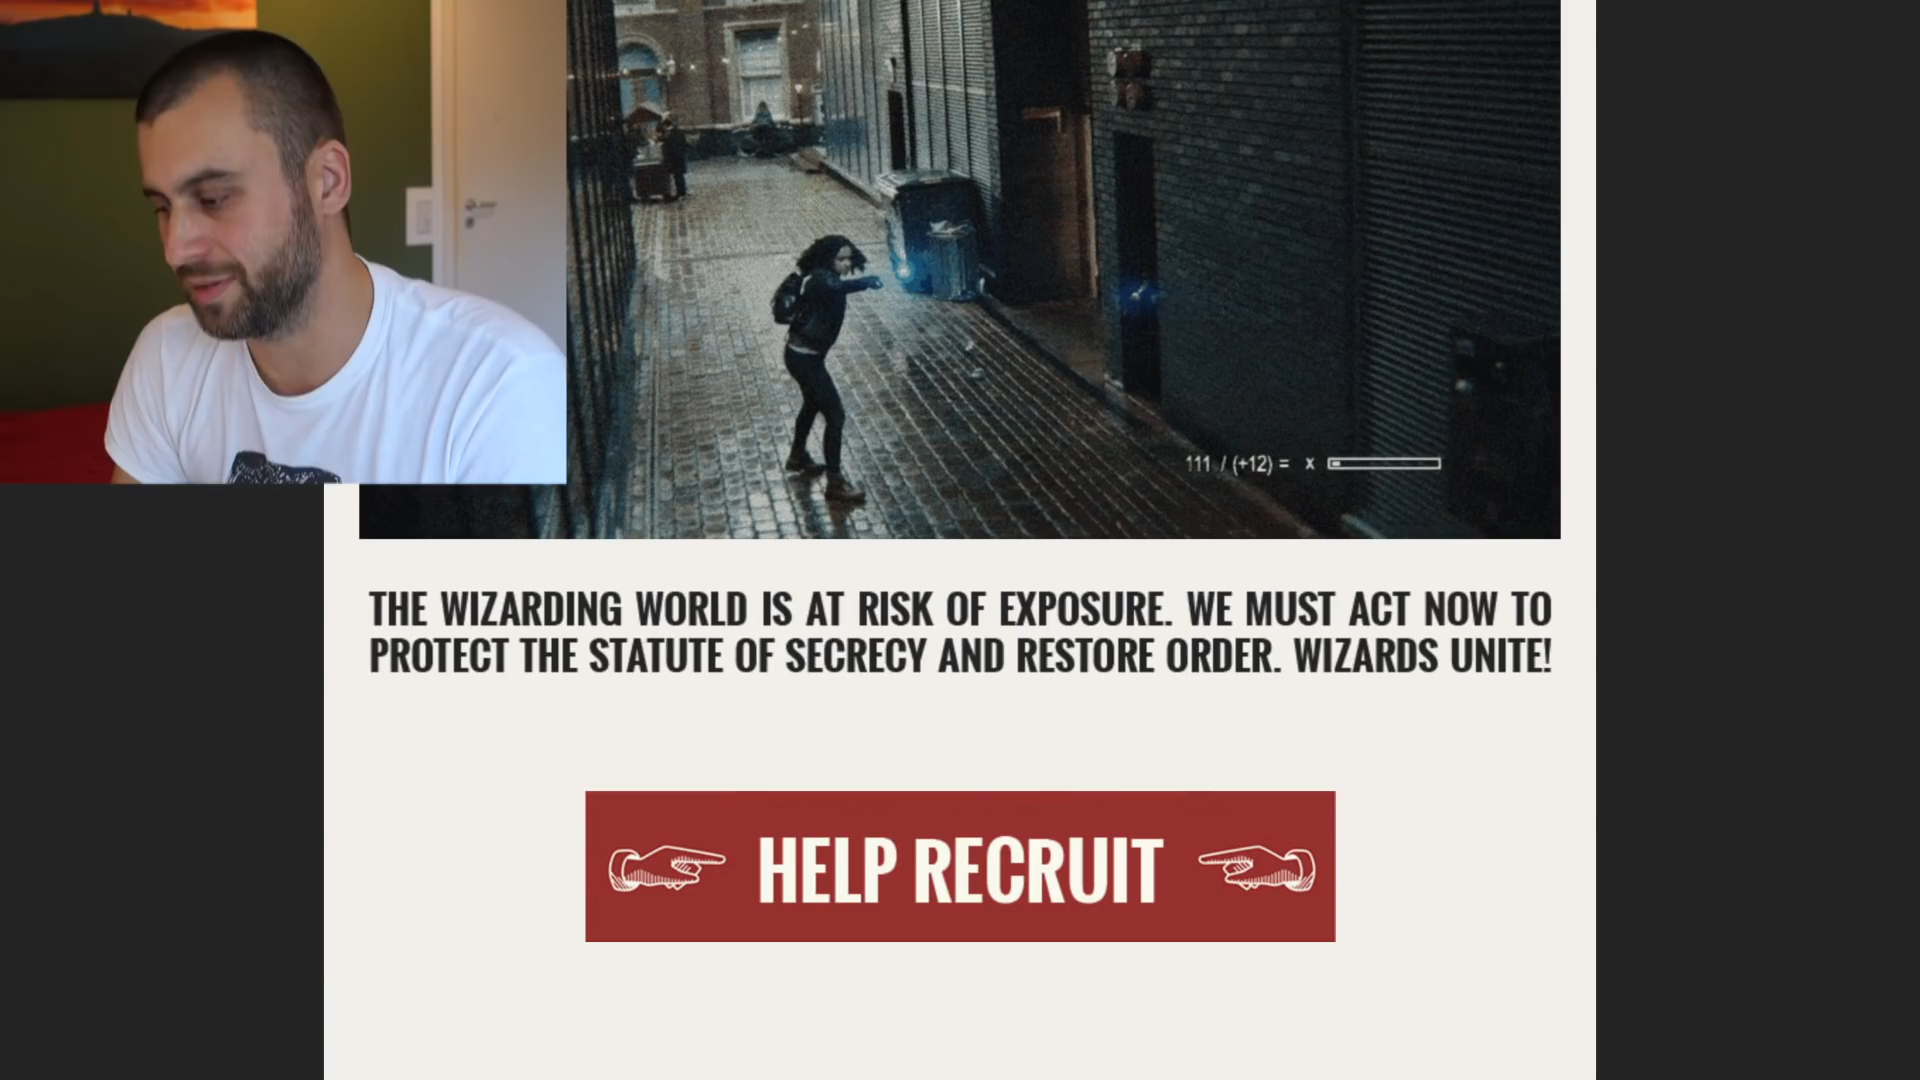 111 / (+12) = x
THE WIZARDING WORLD IS AT RISK OF EXPOSURE. WE MUST ACT NOW TO
PROTECT THE STATUTE OF SECRECY AND RESTORE ORDER. WIZARDS UNITE!
HELP RECRUIT